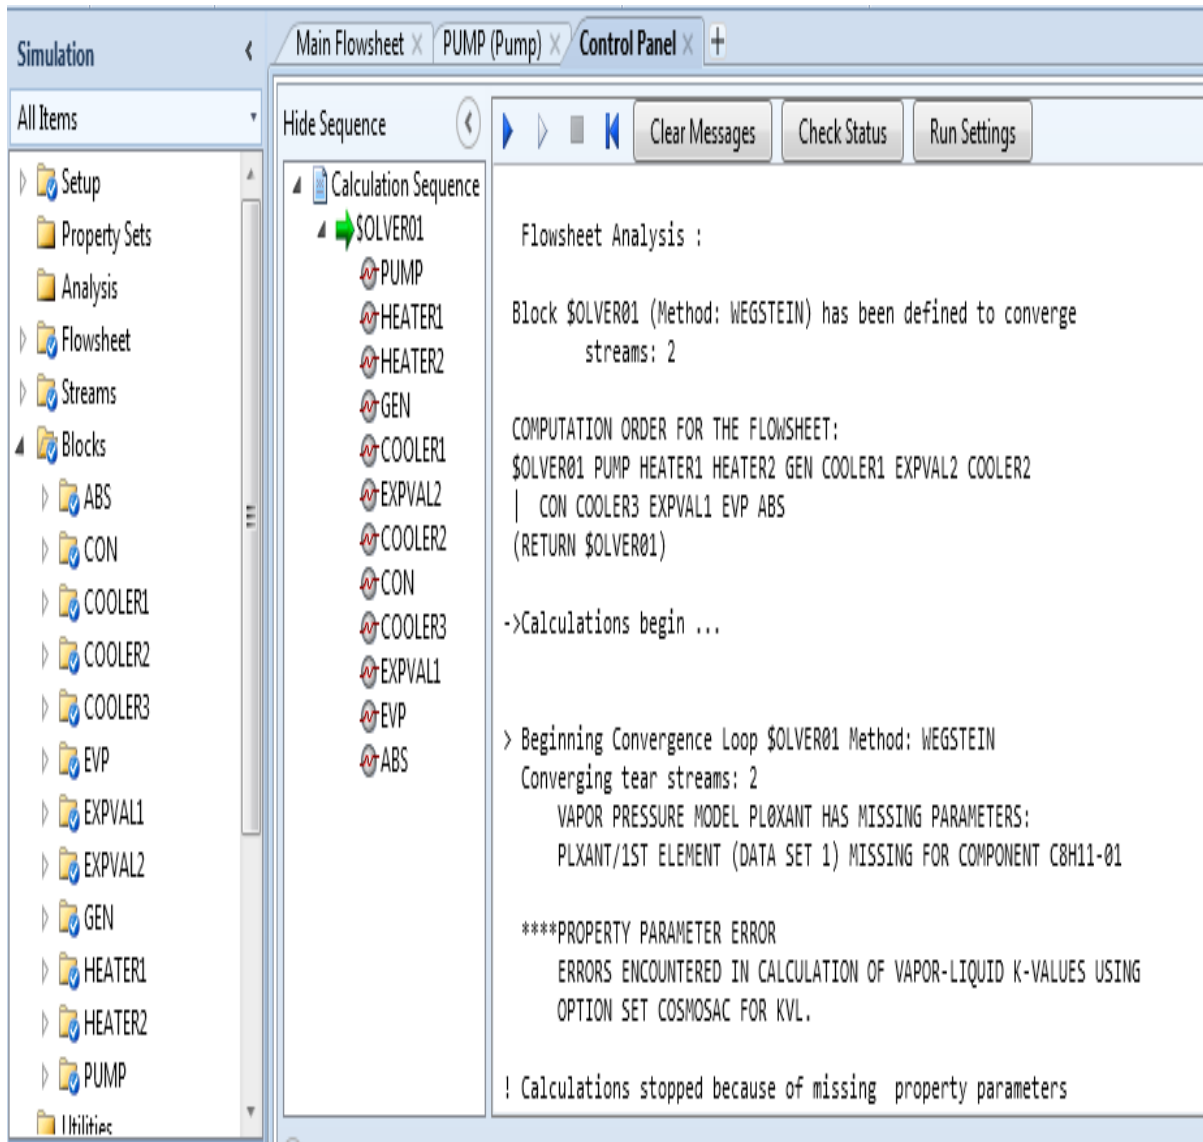 Simulation
All Items
Setup
Property Sets
Analysis
Flowsheet
Streams
Blocks
ABS
CON
COOLER1
COOLER2
COOLER3
EVP
EXPVAL1
EXPVAL2
GEN
HEATER1
HEATER2
PUMP
Utilities
Main Flowsheet
PUMP (Pump)
Control Panel
Hide Sequence
Calculation Sequence
$OLVER01
PUMP
HEATER1
HEATER2
GEN
COOLER1
EXPVAL2
COOLER2
CON
COOLER3
EXPVAL1
EVP
ABS
Clear Messages
Check Status
Run Settings
Flowsheet Analysis :
Block $OLVER01 (Method: WEGSTEIN) has been defined to converge
streams: 2
COMPUTATION ORDER FOR THE FLOWSHEET:
$OLVER01 PUMP HEATER1 HEATER2 GEN COOLER1 EXPVAL2 COOLER2
| CON COOLER3 EXPVAL1 EVP ABS
(RETURN $OLVER01)
->Calculations begin ...
> Beginning Convergence Loop $OLVER01 Method: WEGSTEIN
Converging tear streams: 2
VAPOR PRESSURE MODEL PL0XANT HAS MISSING PARAMETERS:
PLXANT/1ST ELEMENT (DATA SET 1) MISSING FOR COMPONENT C8H11-01
****PROPERTY PARAMETER ERROR
ERRORS ENCOUNTERED IN CALCULATION OF VAPOR-LIQUID K-VALUES USING
OPTION SET COSMOSAC FOR KVL.
! Calculations stopped because of missing property parameters